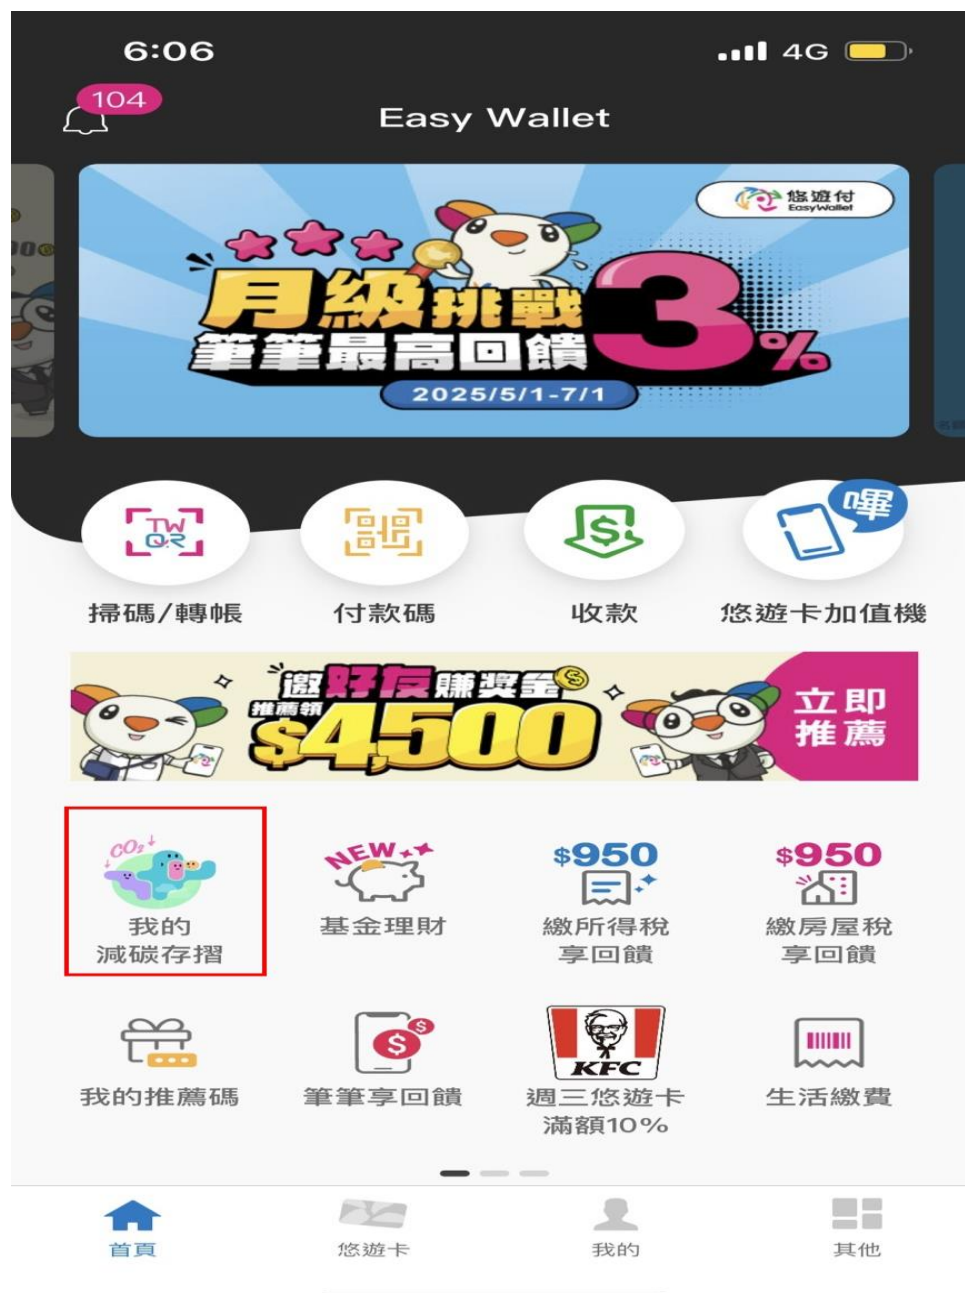 6:06
4G
104
Easy Wallet
悠遊付
EasyWallet
月級挑戰
3%
筆筆最高回饋
2025/5/1-7/1
TW
QR
嗶
掃碼/轉帳
付款碼
收款
悠遊卡加值機
邀好友賺獎金
推薦領
$4,500
立即
推薦
CO₂
NEW
$950
$950
我的
減碳存摺
基金理財
繳所得稅
享回饋
繳房屋稅
享回饋
KFC
我的推薦碼
筆筆享回饋
週三悠遊卡
滿額10%
生活繳費
首頁
悠遊卡
我的
其他